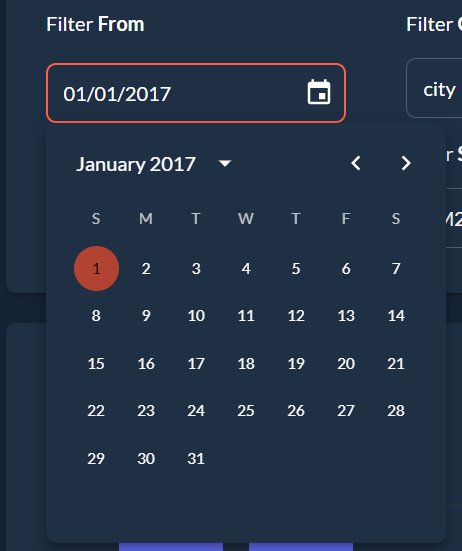 Filter From
Filter
01/01/2017
city
January 2017
S M T W T F S
1 2 3 4 5 6 7
8 9 10 11 12 13 14
15 16 17 18 19 20 21
22 23 24 25 26 27 28
29 30 31